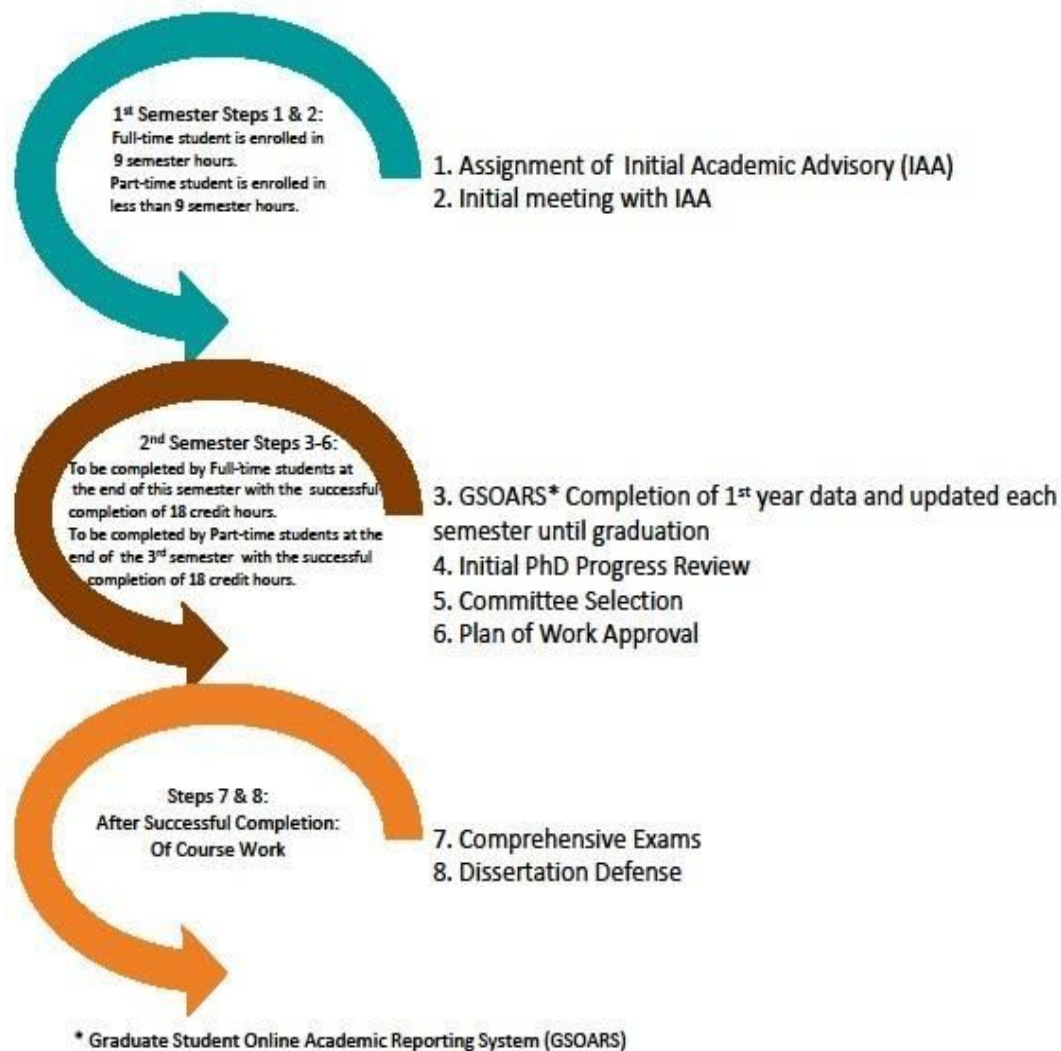 1st Semester Steps 1 & 2:
Full-time student is enrolled in
9 semester hours.
Part-time student is enrolled in
less than 9 semester hours.
1. Assignment of Initial Academic Advisory (IAA)
2. Initial meeting with IAA
2nd Semester Steps 3-6:
To be completed by Full-time students at
the end of this semester with the successful
completion of 18 credit hours.
To be completed by Part-time students at the
end of the 3rd semester with the successful
completion of 18 credit hours.
3. GSOARS* Completion of 1st year data and updated each
semester until graduation
4. Initial PhD Progress Review
5. Committee Selection
6. Plan of Work Approval
Steps 7 & 8:
After Successful Completion:
Of Course Work
7. Comprehensive Exams
8. Dissertation Defense
* Graduate Student Online Academic Reporting System (GSOARS)